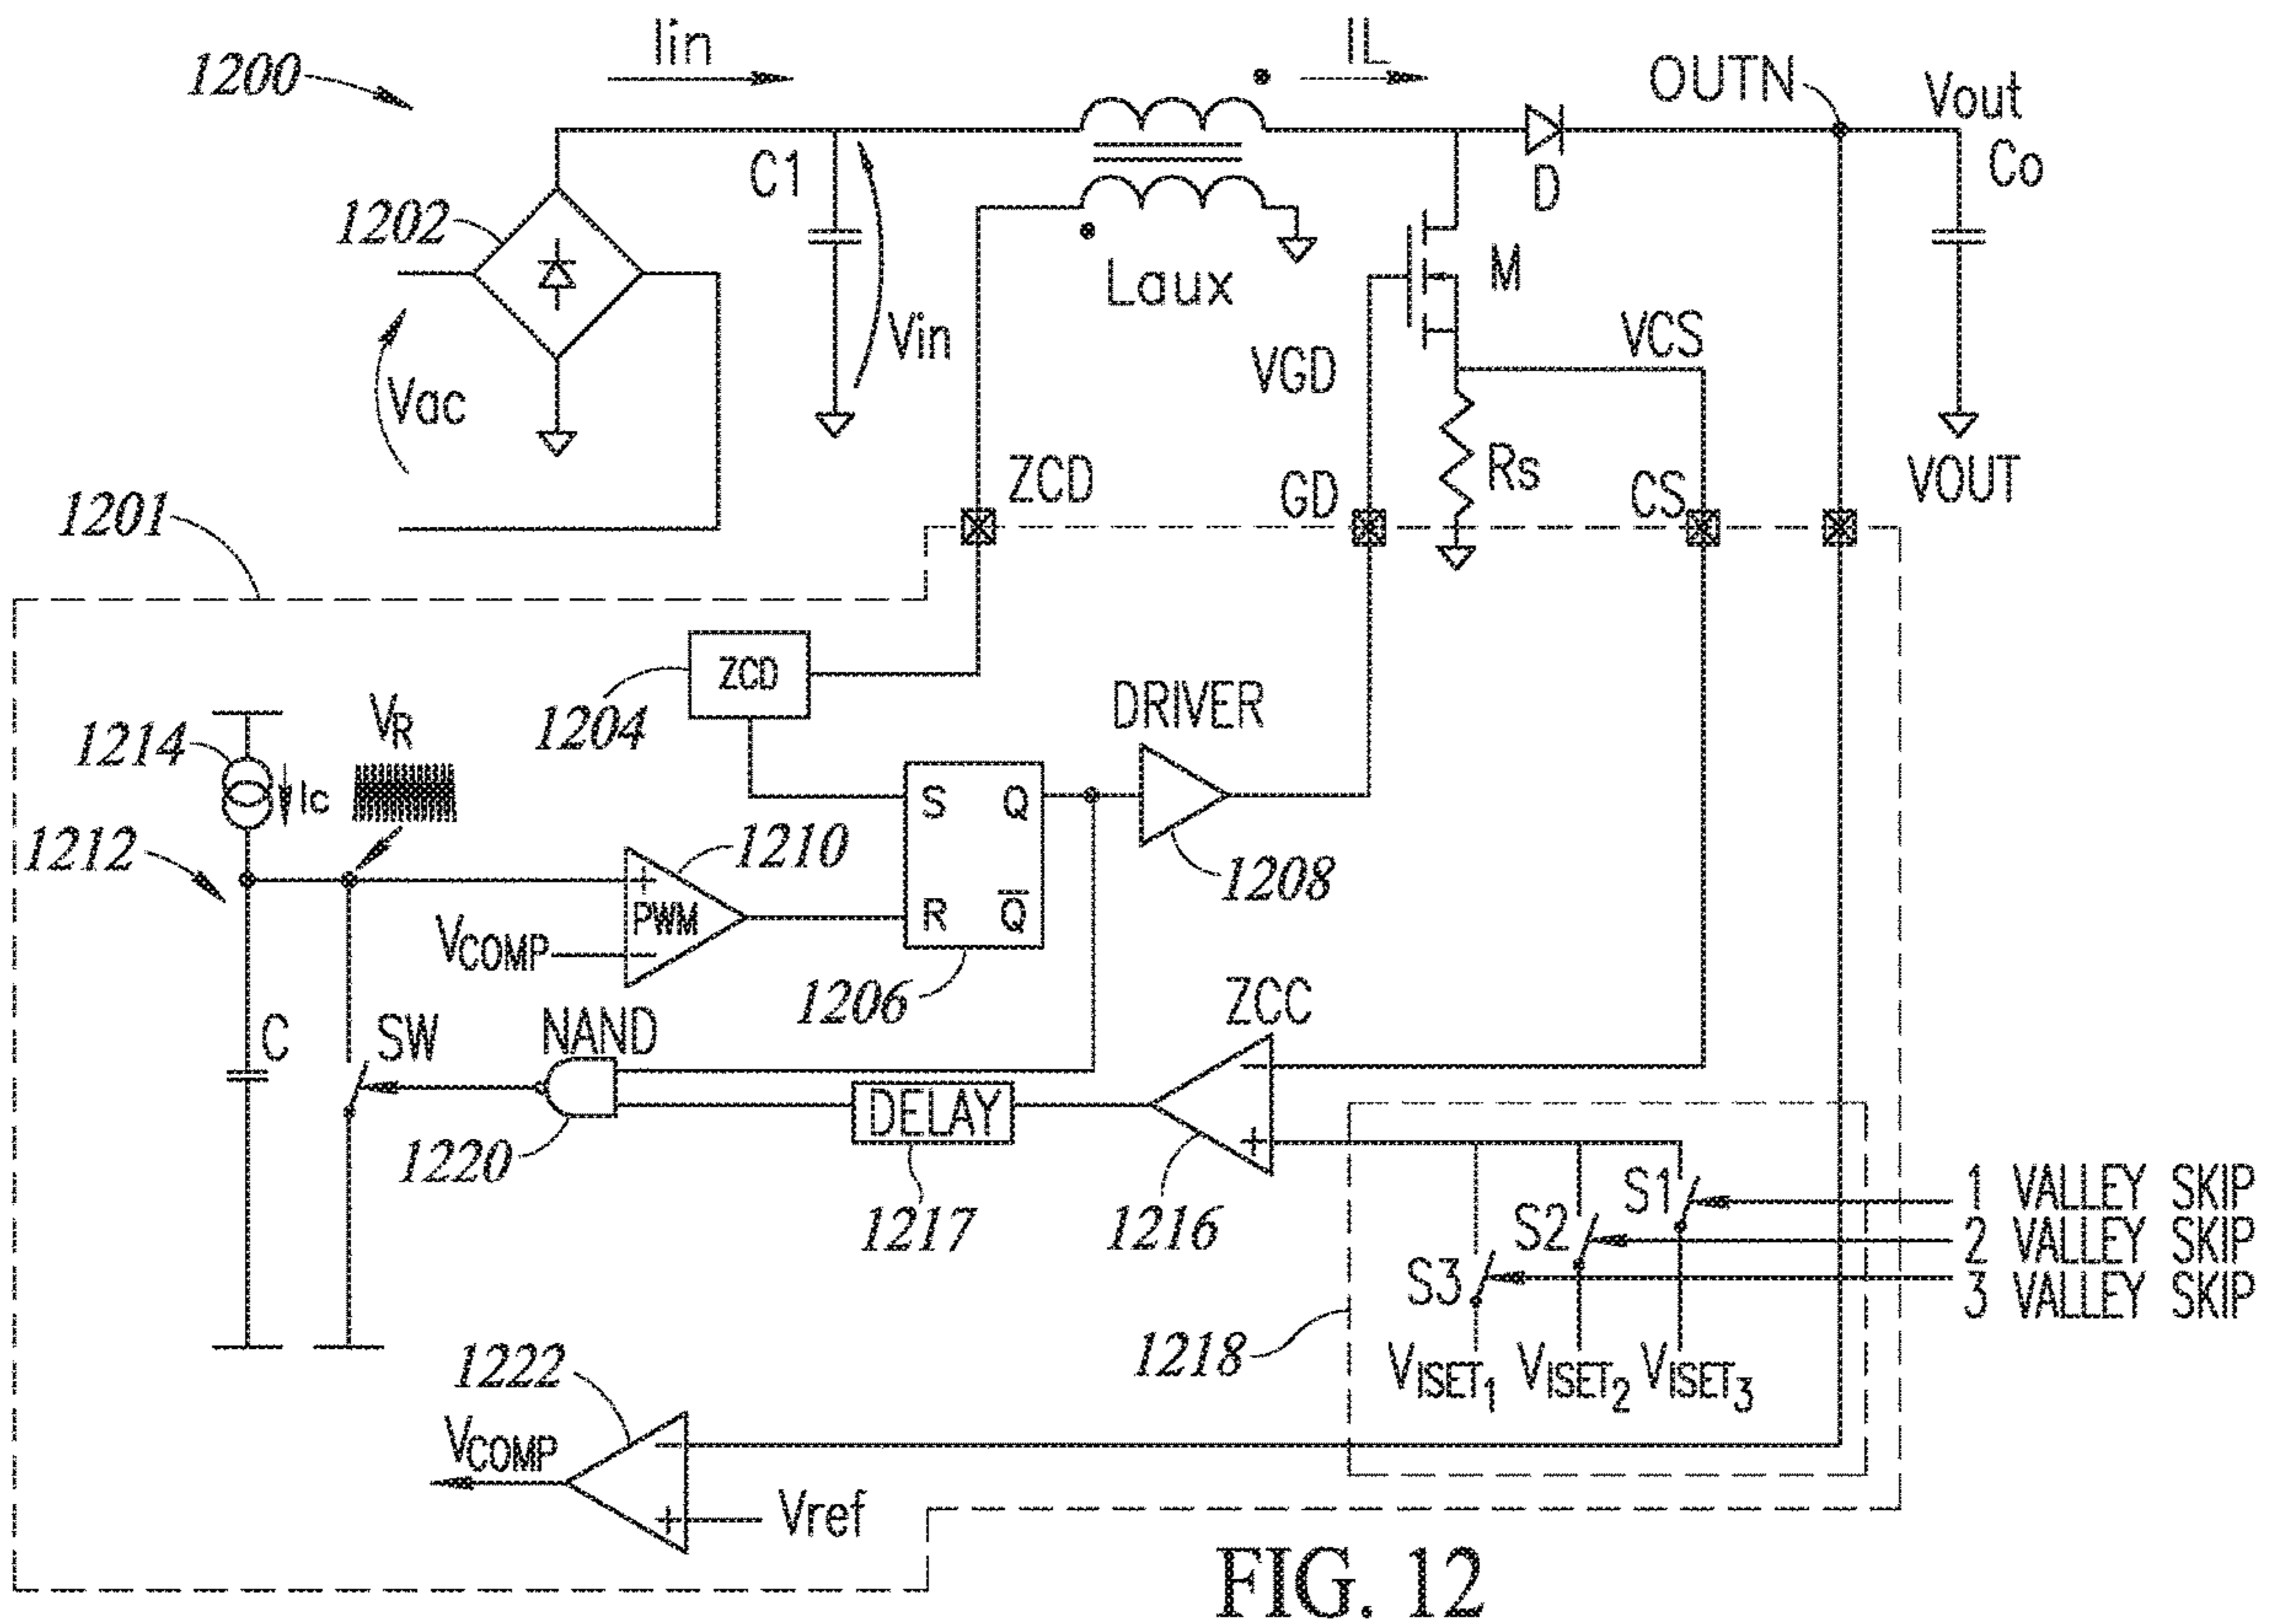 1200
Iin
IL
OUTN
Vout
C1
Co
D
1202
Laux
M
Vin
VCS
VGD
Vac
Rs
ZCD
GD
CS
VOUT
1201
ZCD
1204
DRIVER
VR
1214
Ic
S Q
1210
1212
1208
PWM
R Q̅
VCOMP
1206
ZCC
C
SW
NAND
DELAY
1220
1217
1216
S1
1 VALLEY SKIP
S2
2 VALLEY SKIP
S3
3 VALLEY SKIP
1218
VISET1 VISET2 VISET3
1222
VCOMP
Vref
FIG. 12